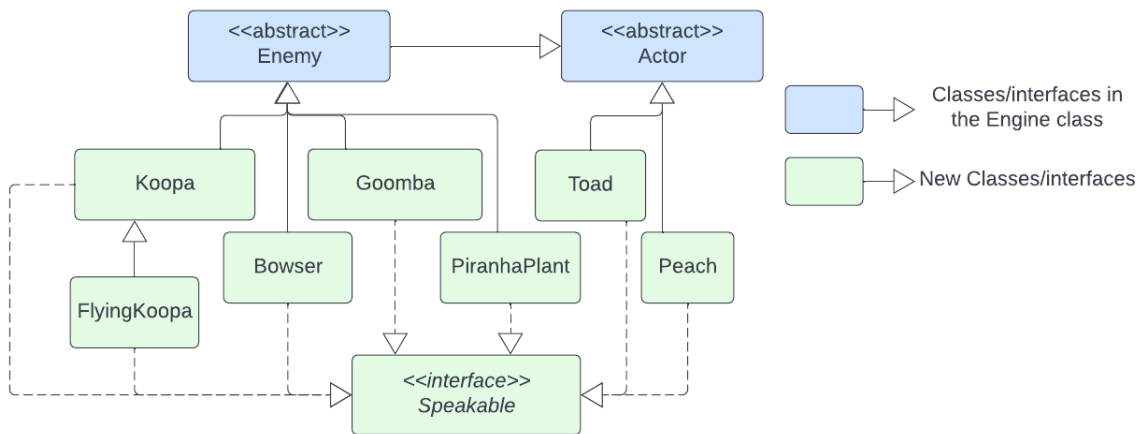 <<abstract>>
Enemy
<<abstract>>
Actor
Classes/interfaces in
the Engine class
New Classes/interfaces
Koopa
Goomba
Toad
Bowser
PiranhaPlant
Peach
FlyingKoopa
<<interface>>
Speakable